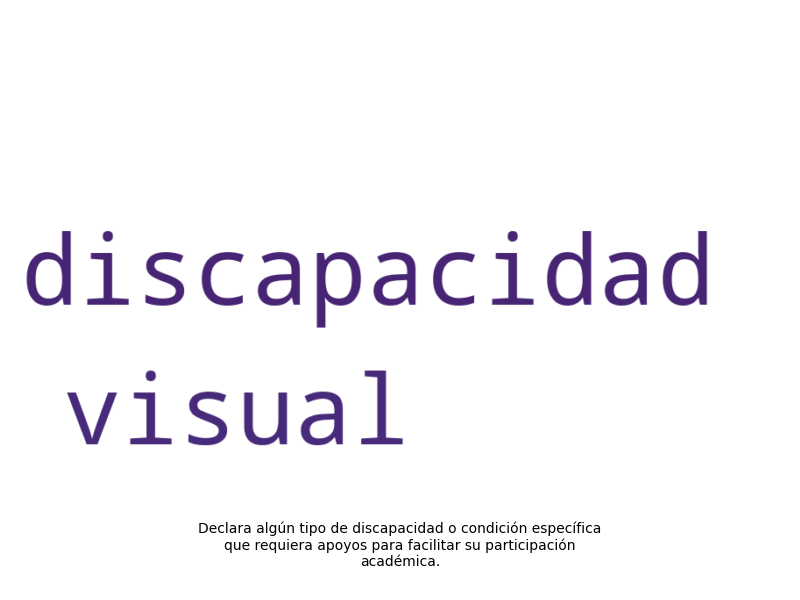 discapacidad
visual
Declara algún tipo de discapacidad o condición específica
que requiera apoyos para facilitar su participación
académica.